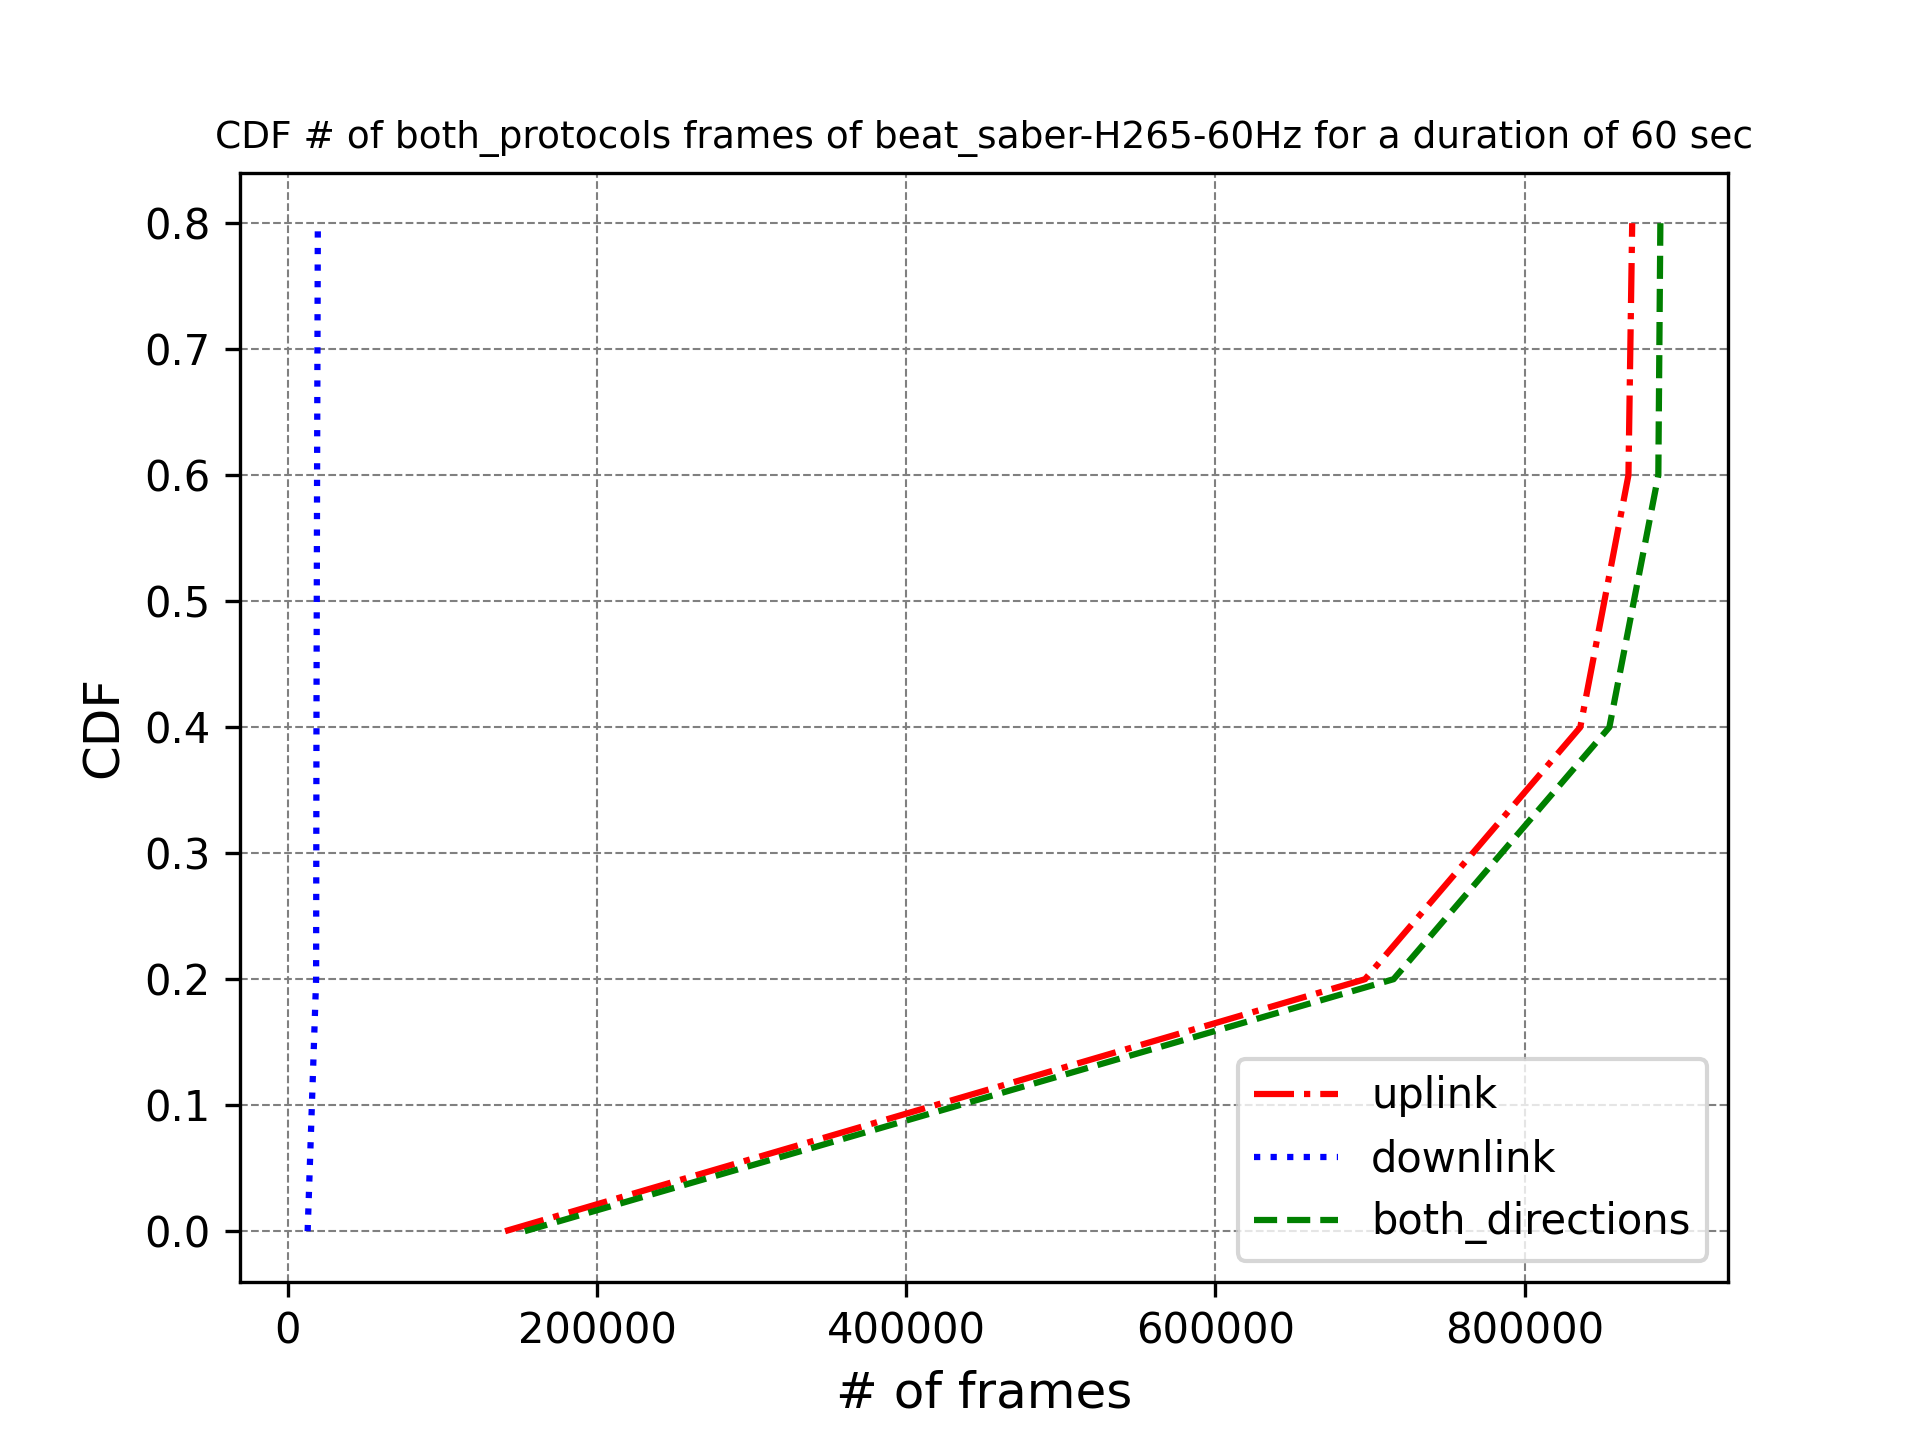 CDF # of both_protocols frames of beat_saber-H265-60Hz for a duration of 60 sec
0.8
0.7
0.6
0.5
0.4
0.3
0.2
0.1
0.0
CDF
uplink
downlink
both_directions
0 200000 400000 600000 800000
# of frames